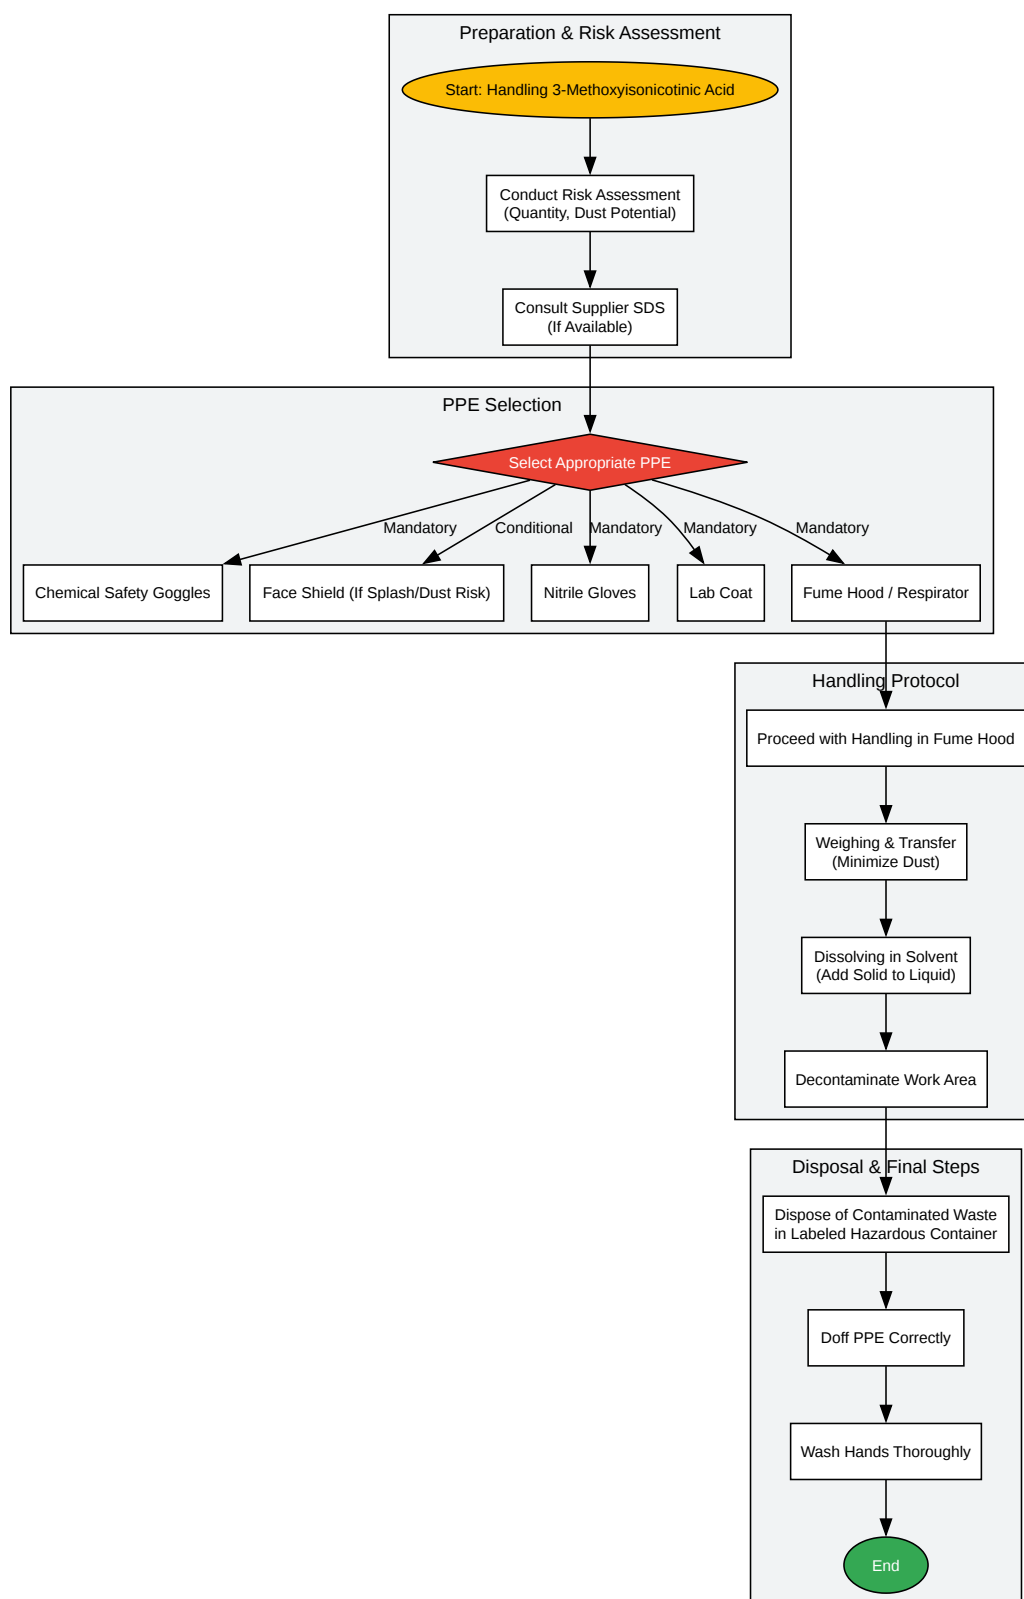 Preparation & Risk Assessment
Start: Handling 3-Methoxyisonicotinic Acid
Conduct Risk Assessment
(Quantity, Dust Potential)
Consult Supplier SDS
(If Available)
PPE Selection
Select Appropriate PPE
Mandatory
Conditional
Mandatory
Mandatory
Mandatory
Chemical Safety Goggles
Face Shield (If Splash/Dust Risk)
Nitrile Gloves
Lab Coat
Fume Hood / Respirator
Handling Protocol
Proceed with Handling in Fume Hood
Weighing & Transfer
(Minimize Dust)
Dissolving in Solvent
(Add Solid to Liquid)
Decontaminate Work Area
Disposal & Final Steps
Dispose of Contaminated Waste
in Labeled Hazardous Container
Doff PPE Correctly
Wash Hands Thoroughly
End